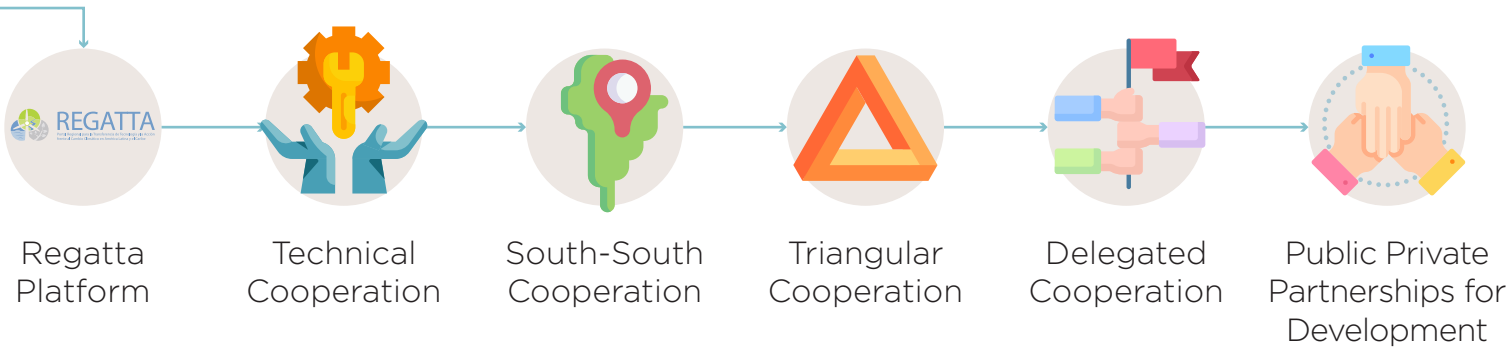 REGATTA
Regatta
Platform
Technical
Cooperation
South-South
Cooperation
Triangular
Cooperation
Delegated
Cooperation
Public Private
Partnerships for
Development